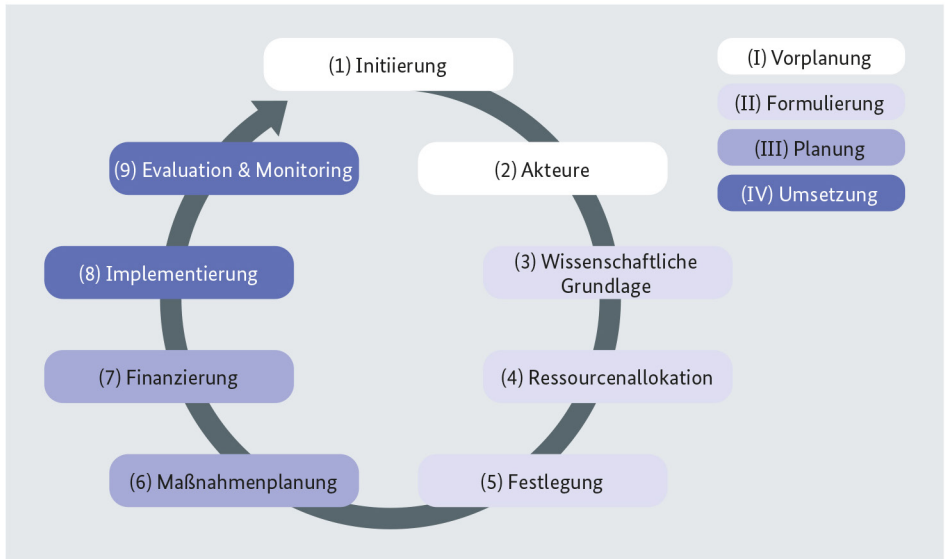 (1) Initiierung
(2) Akteure
(3) Wissenschaftliche
Grundlage
(4) Ressourcenallokation
(5) Festlegung
(6) Maßnahmenplanung
(7) Finanzierung
(8) Implementierung
(9) Evaluation & Monitoring
(I) Vorplanung
(II) Formulierung
(III) Planung
(IV) Umsetzung